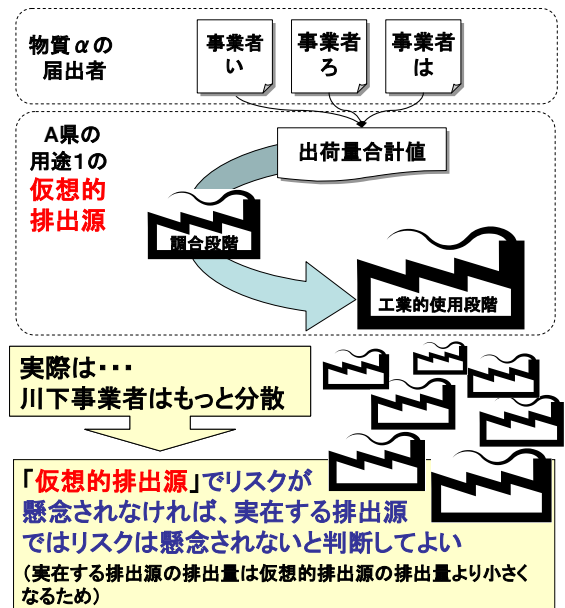 物質αの
届出者
事業者
い
事業者
ろ
事業者
は
A県の
用途１の
仮想的
排出源
出荷量合計値
調合段階
工業的使用段階
実際は・・・
川下事業者はもっと分散
「仮想的排出源」でリスクが
懸念されなければ、実在する排出源
ではリスクは懸念されないと判断してよい
（実在する排出源の排出量は仮想的排出源の排出量より小さく
なるため）